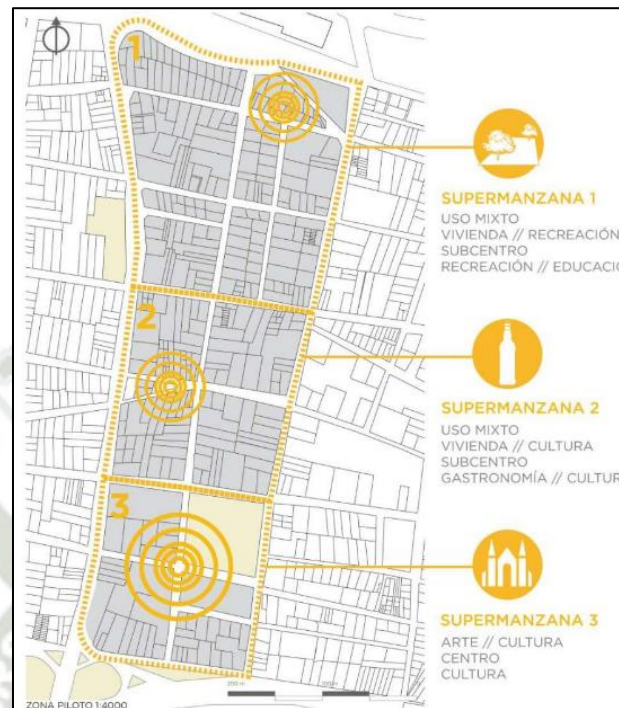 1
SUPERMANZANA 1
USO MIXTO
VIVIENDA // RECREACIÓN
SUBCENTRO
RECREACIÓN // EDUCACIÓ
2
SUPERMANZANA 2
USO MIXTO
VIVIENDA // CULTURA
SUBCENTRO
GASTRONOMÍA // CULTUR
3
SUPERMANZANA 3
ARTE // CULTURA
CENTRO
CULTURA
ZONA PILOTO 1:4000